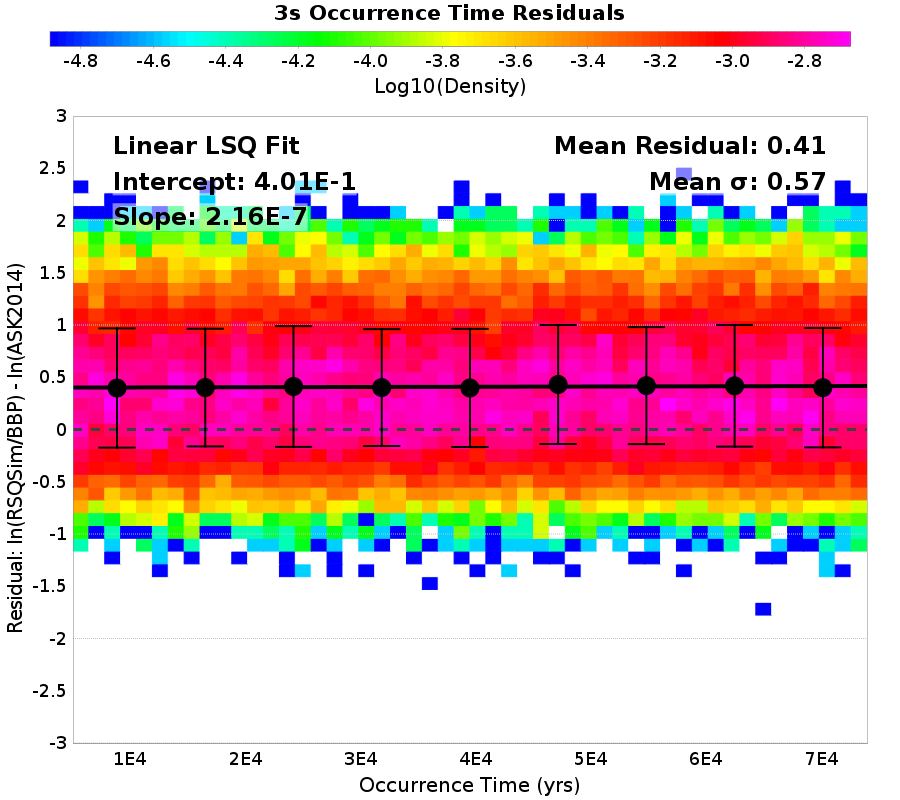 3s Occurrence Time Residuals
-4.8 -4.6 -4.4 -4.2 -4.0 -3.8 -3.6 -3.4 -3.2 -3.0 -2.8
Log10(Density)
Linear LSQ Fit
Intercept: 4.01E-1
Slope: 2.16E-7
Mean Residual: 0.41
Mean σ: 0.57
Residual: ln(RSQSim/BBP) - ln(ASK2014)
3
2.5
2
1.5
1
0.5
0
-0.5
-1
-1.5
-2
-2.5
-3
1E4 2E4 3E4 4E4 5E4 6E4 7E4
Occurrence Time (yrs)